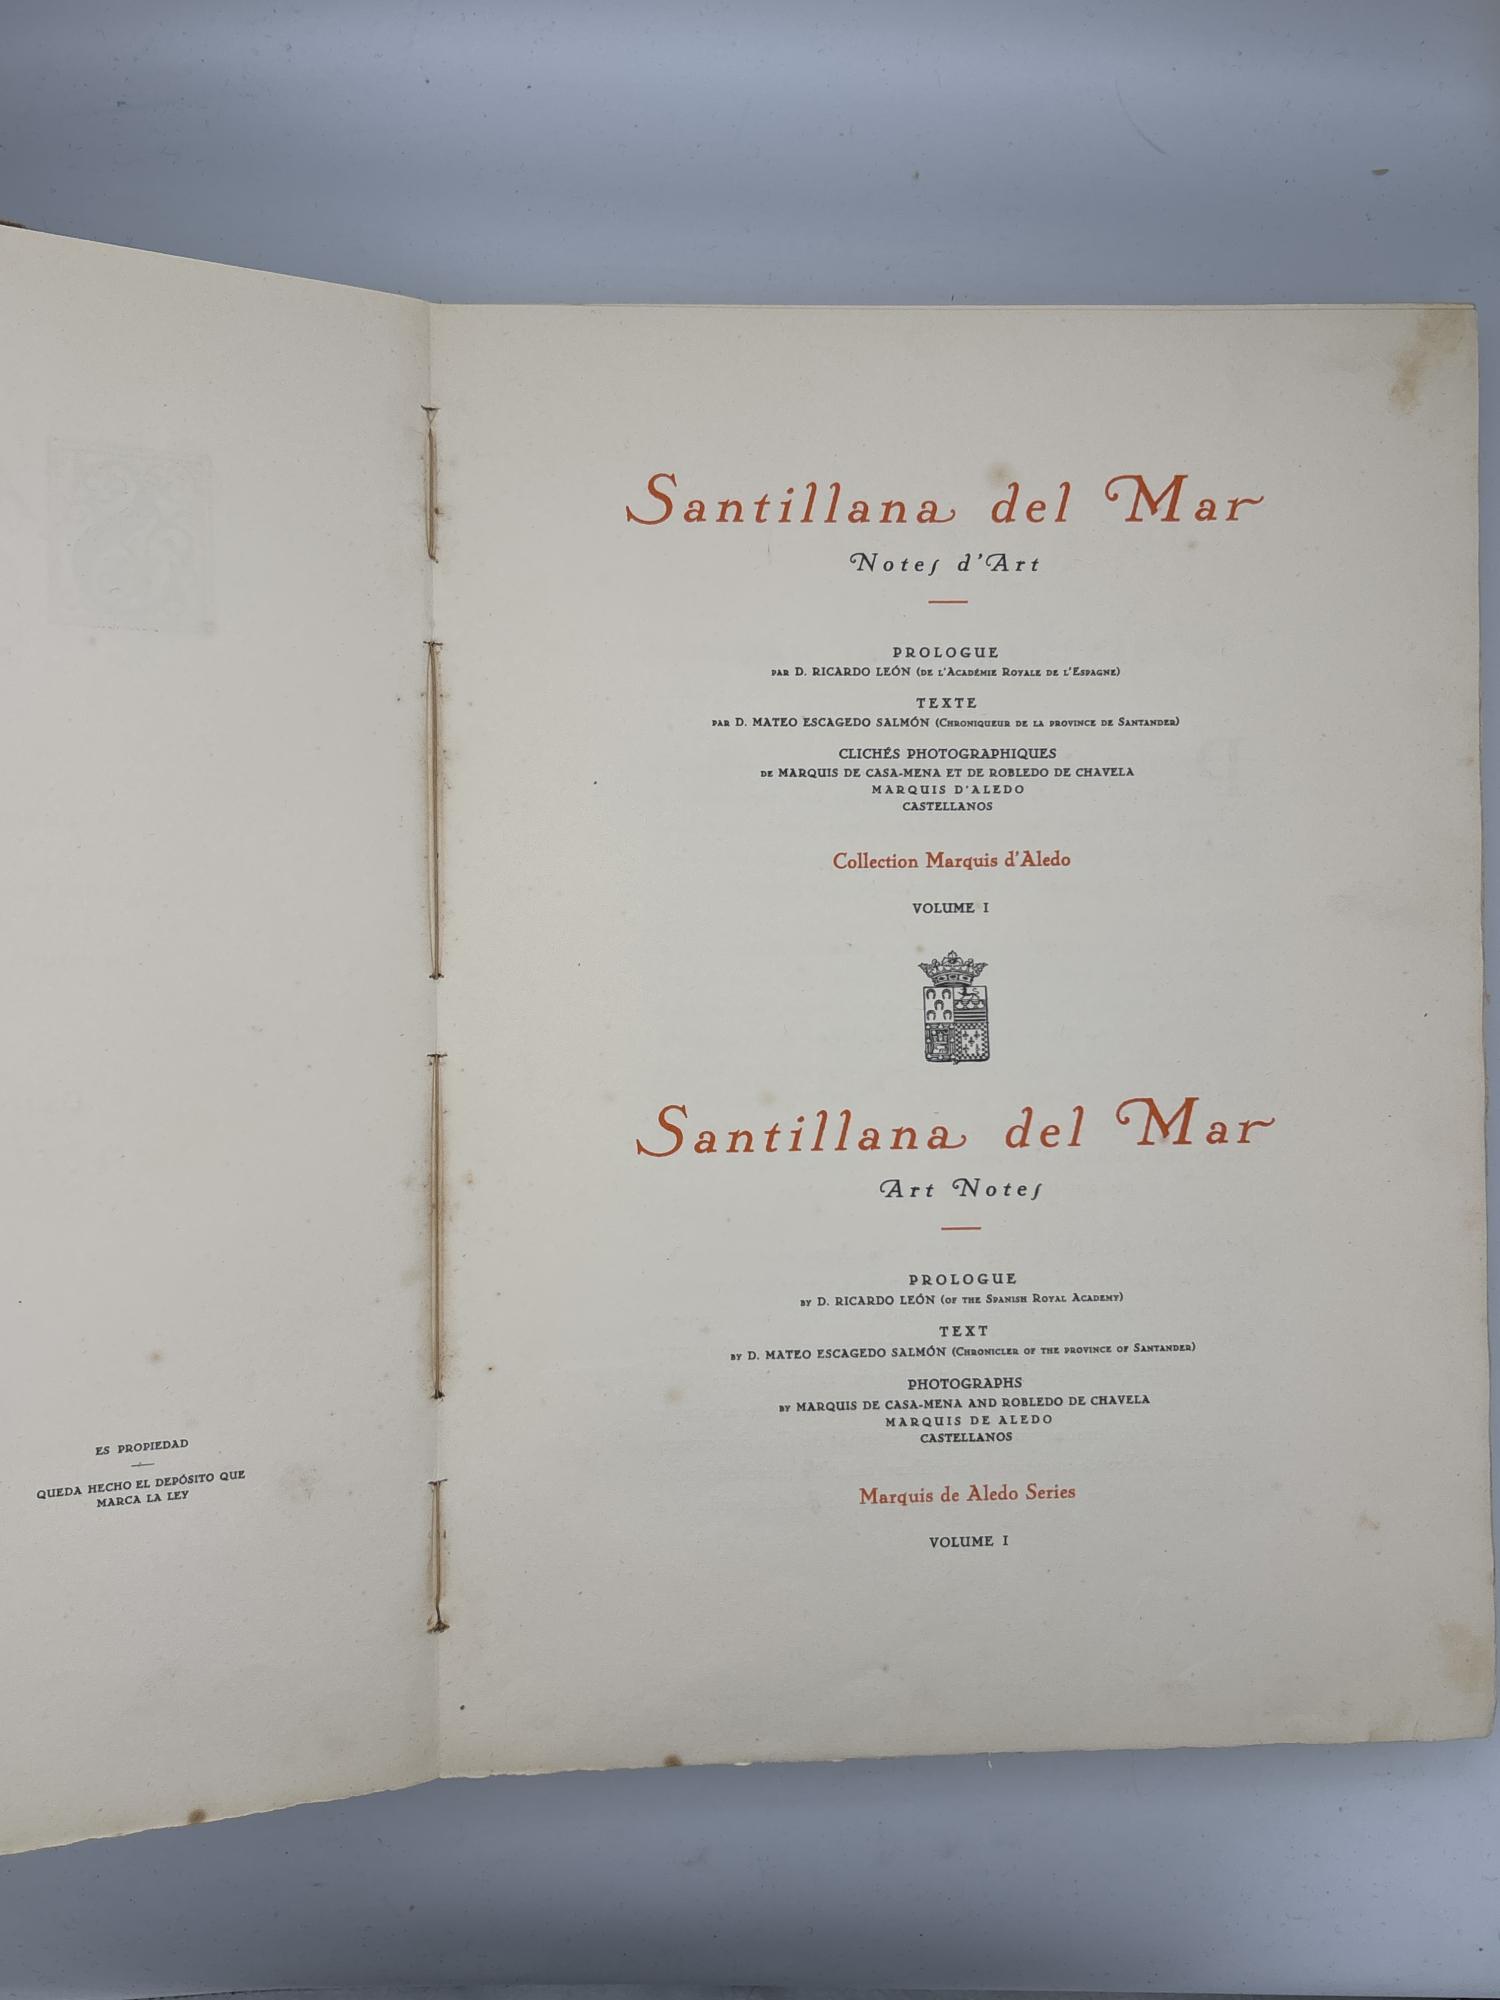 ES PROPIEDAD
QUEDA HECHO EL DEPÓSITO QUE
MARCA LA LEY
Santillana del Mar
Notes d'Art
PROLOGUE
PAR D. RICARDO LEÓN (DE L'ACADÉMIE ROYALE DE L'ESPAGNE)
TEXTE
PAR D. MATEO ESCAGEDO SALMÓN (CHRONIQUEUR DE LA PROVINCE DE SANTANDER)
CLICHÉS PHOTOGRAPHIQUES
DE MARQUIS DE CASA-MENA ET DE ROBLEDO DE CHAVELA
MARQUIS D'ALEDO
CASTELLANOS
Collection Marquis d'Aledo
VOLUME I
Santillana del Mar
Art Notes
PROLOGUE
BY D. RICARDO LEÓN (OF THE SPANISH ROYAL ACADEMY)
TEXT
BY D. MATEO ESCAGEDO SALMÓN (CHRONICLER OF THE PROVINCE OF SANTANDER)
PHOTOGRAPHS
BY MARQUIS DE CASA-MENA AND ROBLEDO DE CHAVELA
MARQUIS DE ALEDO
CASTELLANOS
Marquis de Aledo Series
VOLUME I